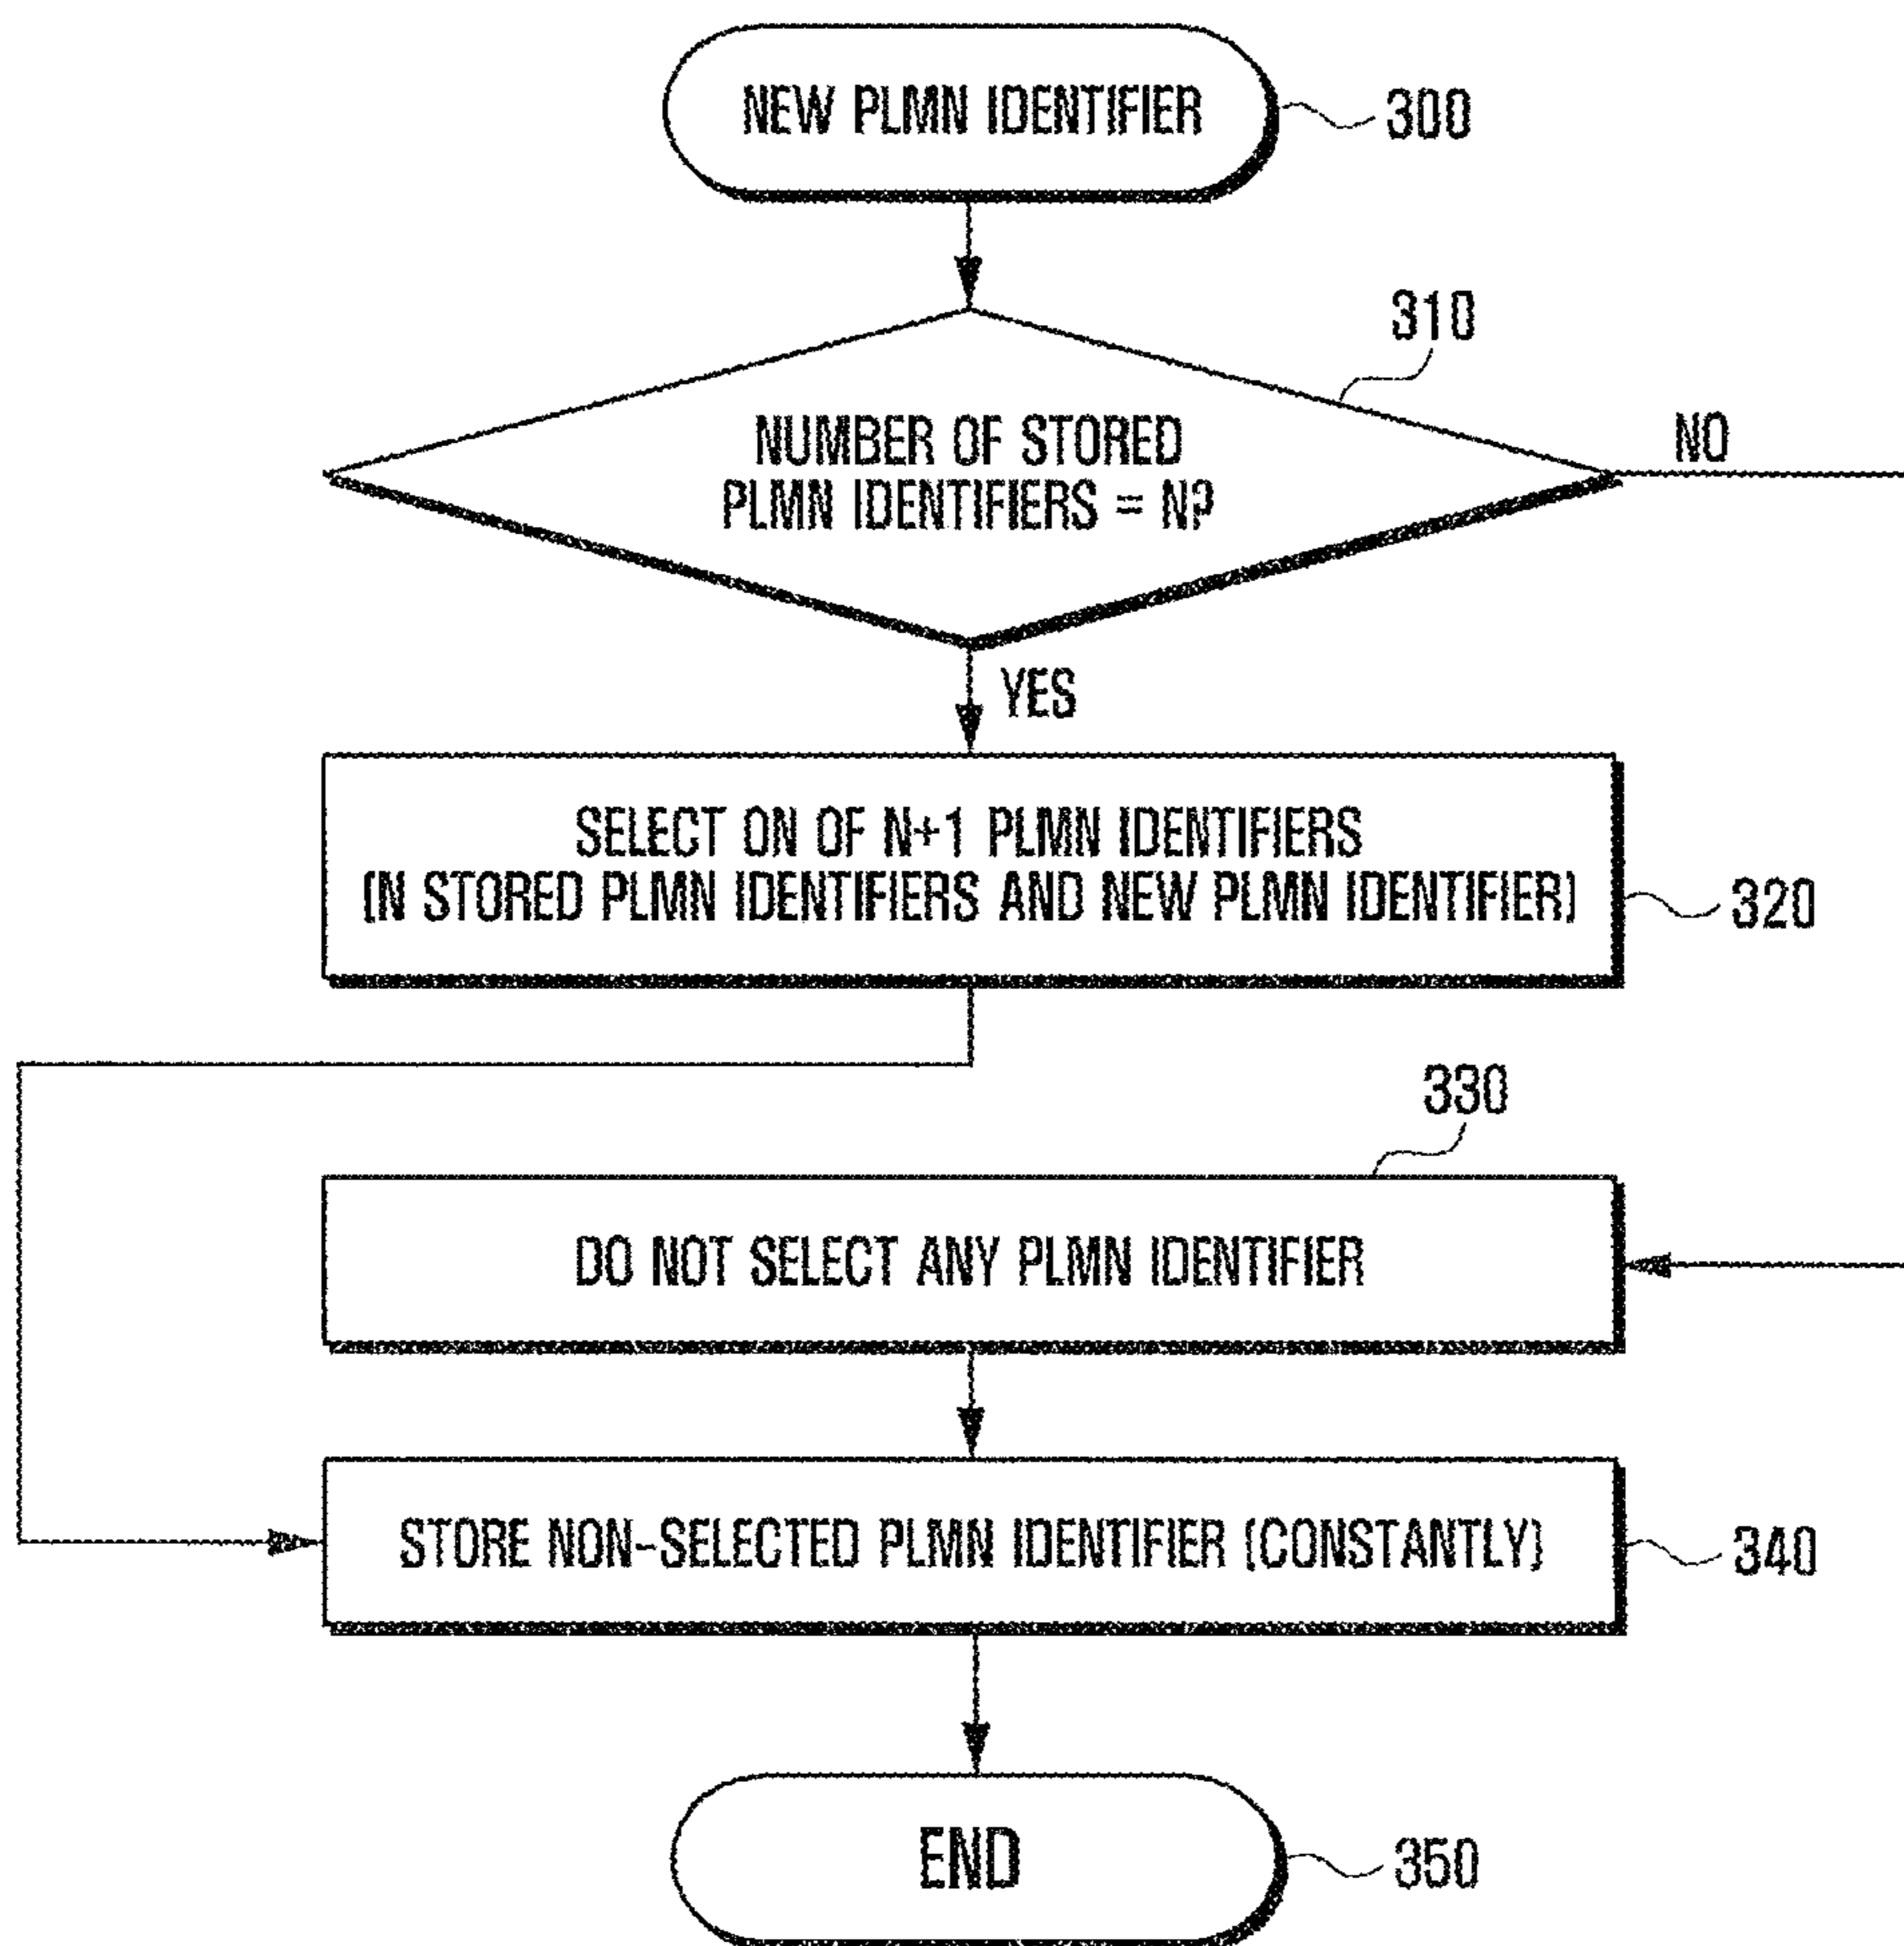 NEW PLMN IDENTIFIER
300
310
NUMBER OF STORED
PLMN IDENTIFIERS = N?
NO
YES
SELECT ON OF N+1 PLMN IDENTIFIERS
(N STORED PLMN IDENTIFIERS AND NEW PLMN IDENTIFIER)
320
330
DO NOT SELECT ANY PLMN IDENTIFIER
STORE NON-SELECTED PLMN IDENTIFIER (CONSTANTLY)
340
END
350